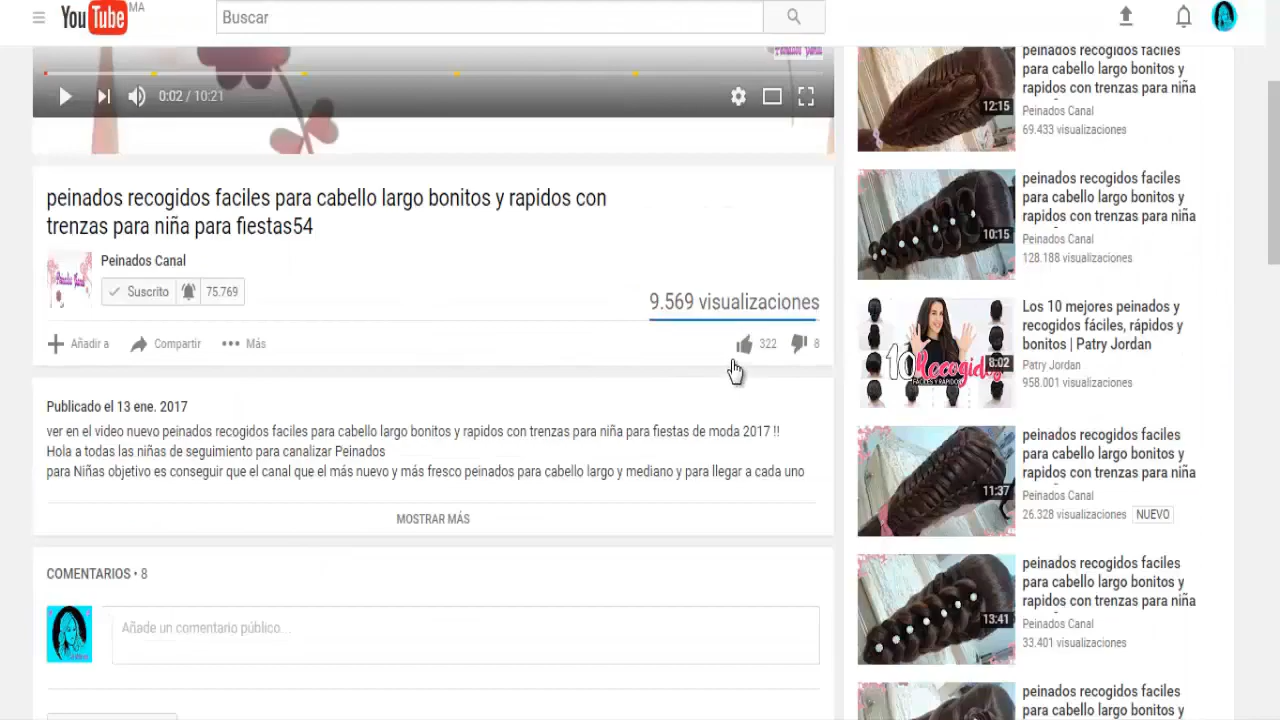 YouTube MA
Buscar
Peinados Canal
0:02 / 10:21
peinados recogidos faciles para cabello largo bonitos y rapidos con
trenzas para niña para fiestas54
Peinados Canal
Suscrito 75.769
9.569 visualizaciones
Añadir a Compartir Más 322 8
Publicado el 13 ene. 2017
ver en el video nuevo peinados recogidos faciles para cabello largo bonitos y rapidos con trenzas para niña para fiestas de moda 2017 !!
Hola a todas las niñas de seguimiento para canalizar Peinados
para Niñas objetivo es conseguir que el canal que el más nuevo y más fresco peinados para cabello largo y mediano y para llegar a cada uno
MOSTRAR MÁS
COMENTARIOS • 8
Añade un comentario público...
12:15
peinados recogidos faciles
para cabello largo bonitos y
rapidos con trenzas para niña
Peinados Canal
69.433 visualizaciones
10:15
peinados recogidos faciles
para cabello largo bonitos y
rapidos con trenzas para niña
Peinados Canal
128.188 visualizaciones
10 Recogidos
FÁCILES Y RÁPIDOS
8:02
Los 10 mejores peinados y
recogidos fáciles, rápidos y
bonitos | Patry Jordan
Patry Jordan
958.001 visualizaciones
11:37
peinados recogidos faciles
para cabello largo bonitos y
rapidos con trenzas para niña
Peinados Canal
26.328 visualizaciones NUEVO
13:41
peinados recogidos faciles
para cabello largo bonitos y
rapidos con trenzas para niña
Peinados Canal
33.401 visualizaciones
peinados recogidos faciles
para cabello largo bonitos y